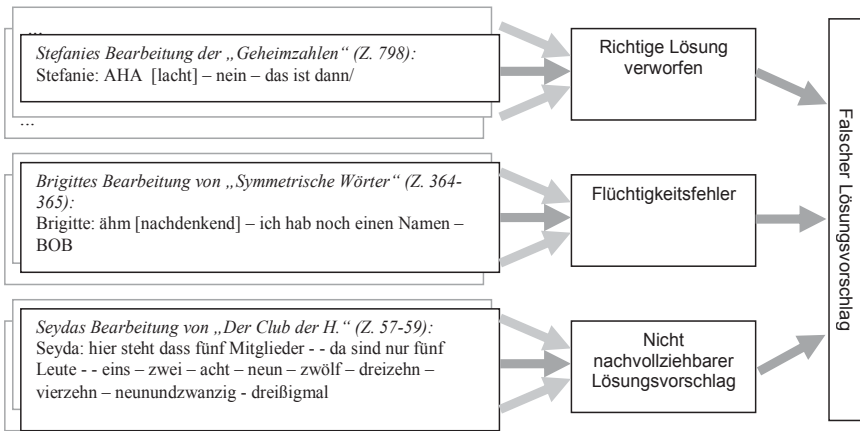 ...
Stefanies Bearbeitung der „Geheimzahlen“ (Z. 798):
Stefanie: AHA [lacht] – nein – das ist dann/
...
Richtige Lösung
verworfen
Brigittes Bearbeitung von „Symmetrische Wörter“ (Z. 364-
365):
Brigitte: ähm [nachdenkend] – ich hab noch einen Namen –
BOB
Flüchtigkeitsfehler
Seydas Bearbeitung von „Der Club der H.“ (Z. 57-59):
Seyda: hier steht dass fünf Mitglieder - - da sind nur fünf
Leute - - eins – zwei – acht – neun – zwölf – dreizehn –
vierzehn – neunundzwanzig - dreißigmal
Nicht
nachvollziehbarer
Lösungsvorschlag
Falscher Lösungsvorschlag